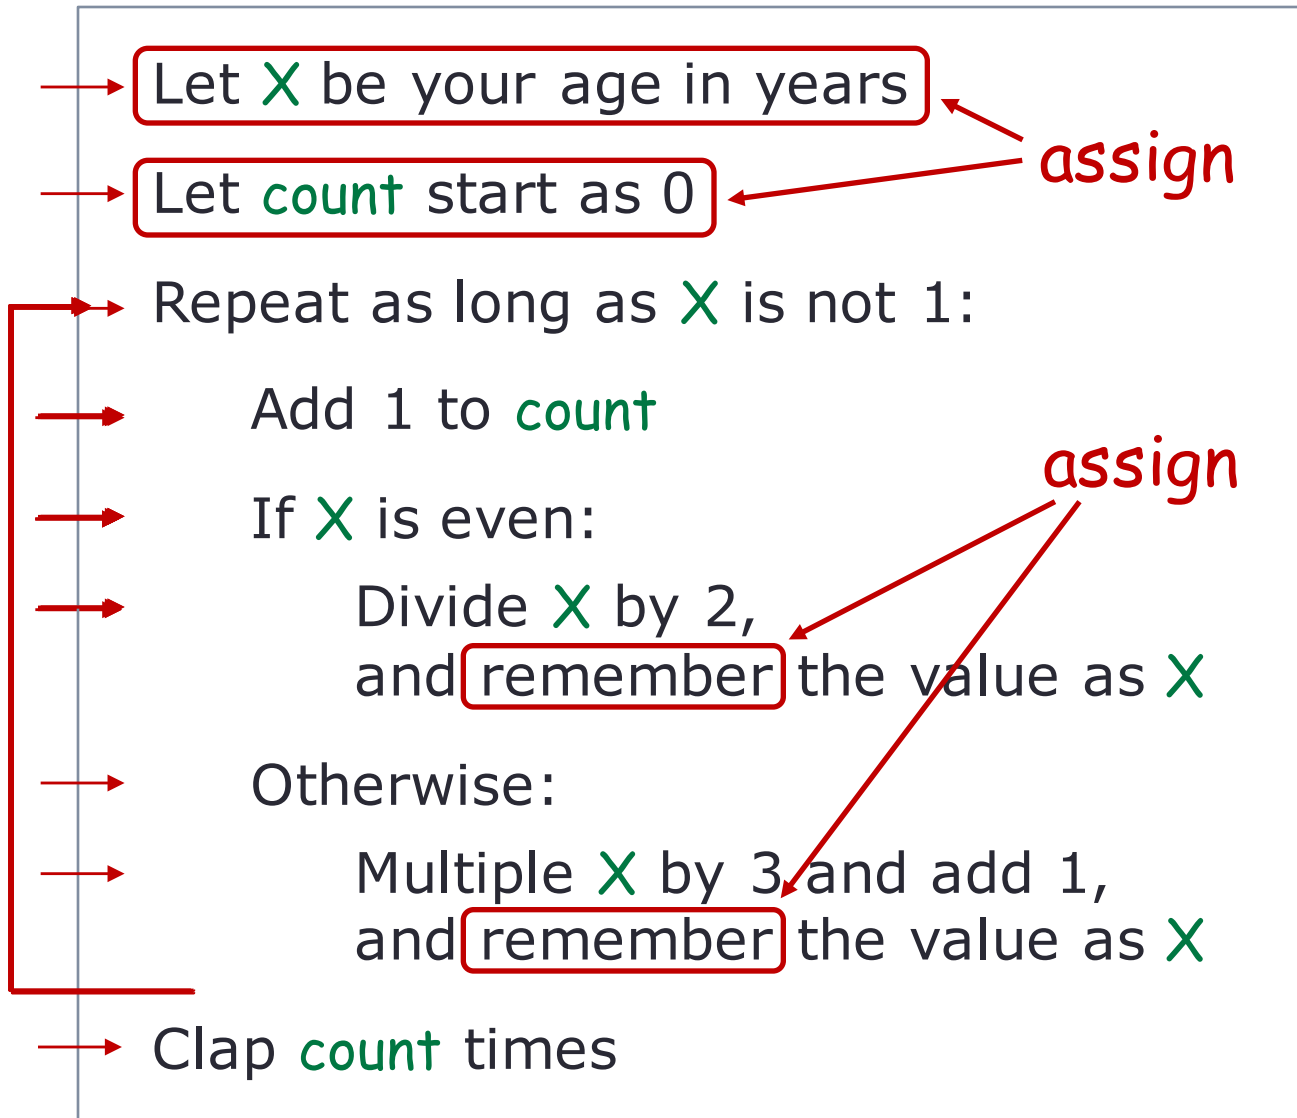 Let X be your age in years
assign
Let count start as 0
Repeat as long as X is not 1:
Add 1 to count
assign
If X is even:
Divide X by 2,
and remember the value as X
Otherwise:
Multiple X by 3 and add 1,
and remember the value as X
Clap count times